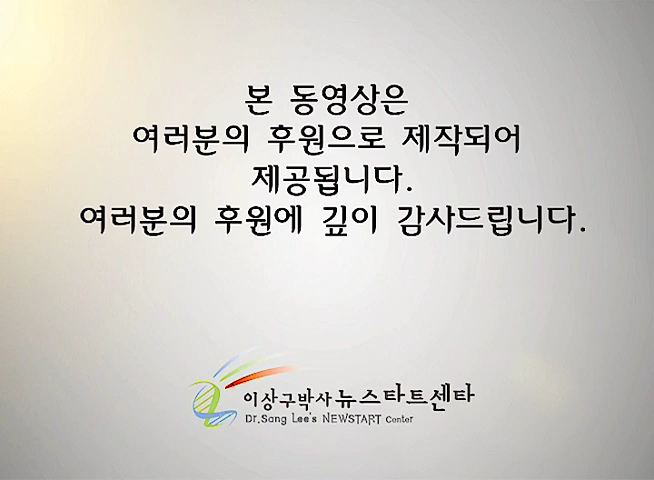 본 동영상은
여러분의 후원으로 제작되어
제공됩니다.
여러분의 후원에 깊이 감사드립니다.
이상구박사 뉴스타트센타
Dr.Sang Lee's NEWSTART Center